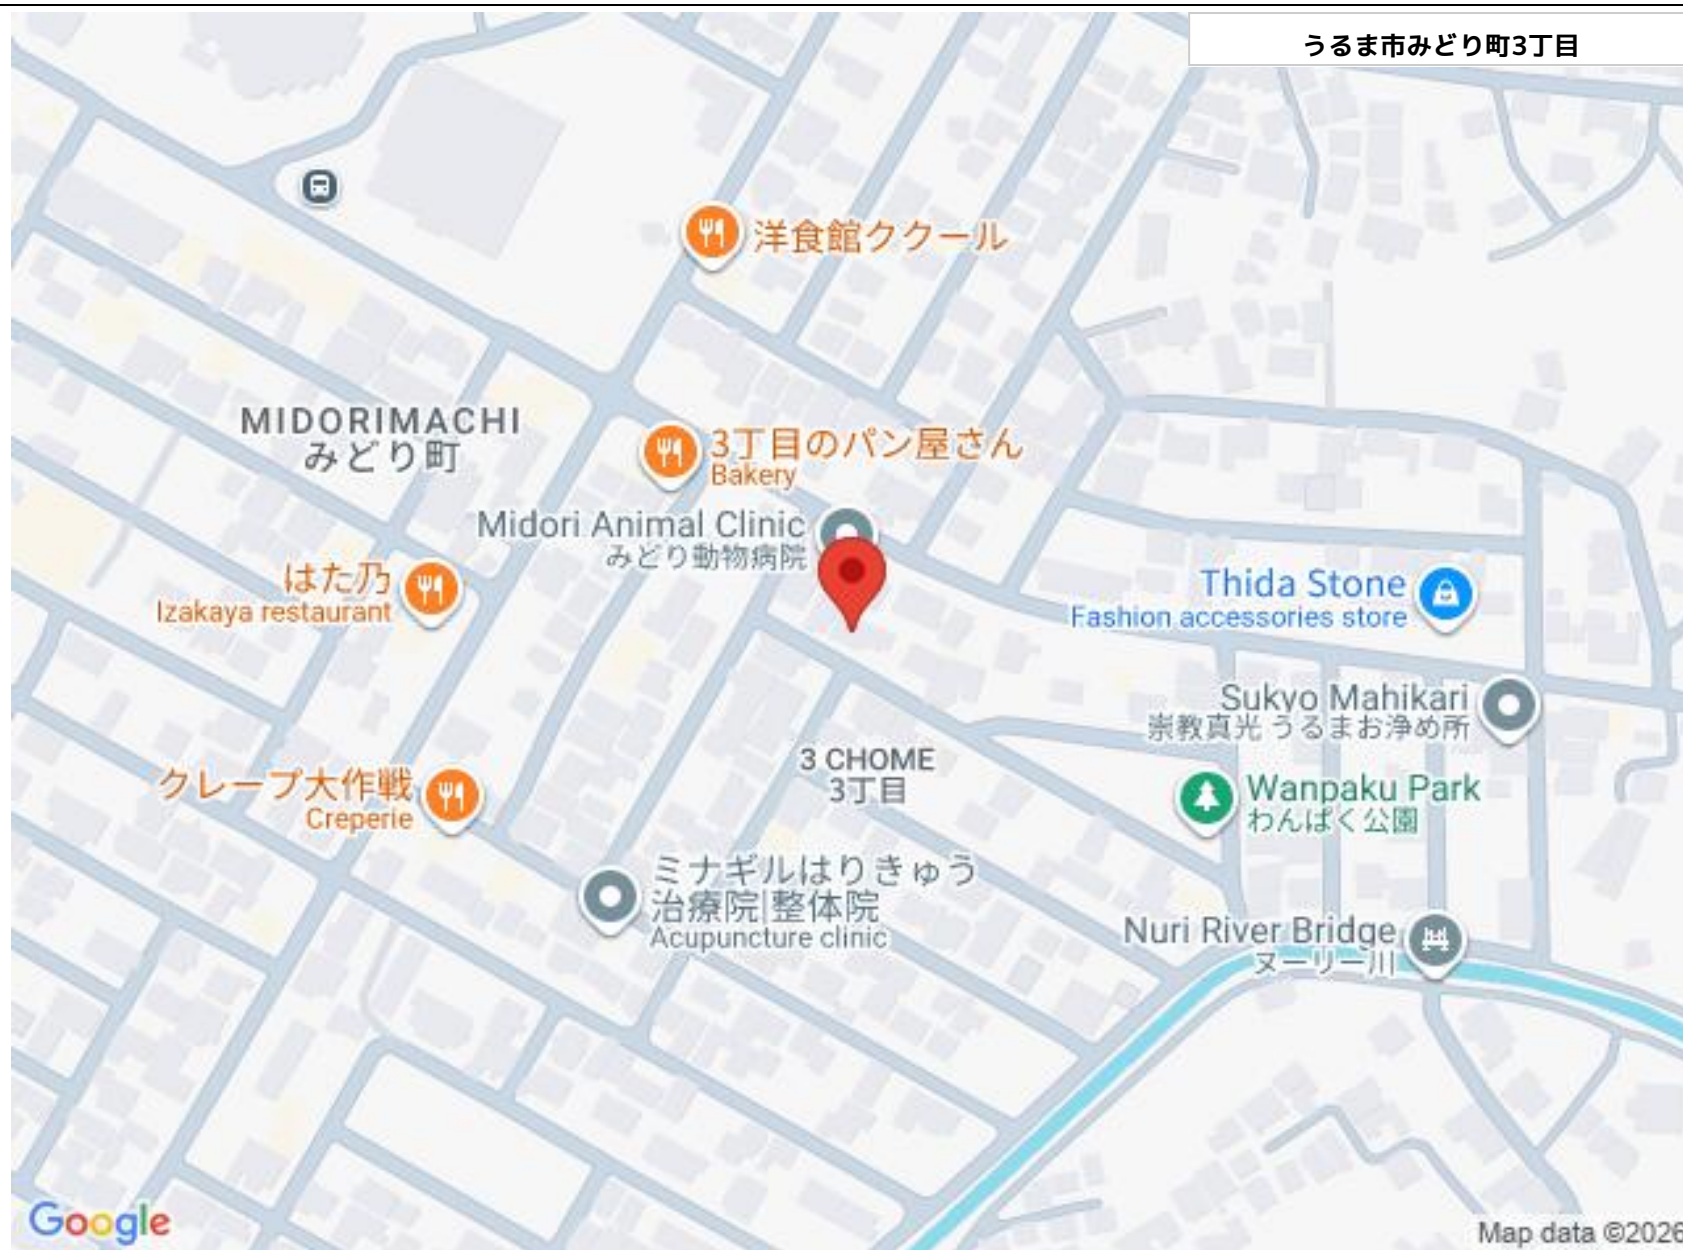 うるま市みどり町3丁目
洋食館ククール
MIDORIMACHI
みどり町
3丁目のパン屋さん
Bakery
Midori Animal Clinic
みどり動物病院
はた乃
Izakaya restaurant
Thida Stone
Fashion accessories store
Sukyo Mahikari
崇教真光 うるまお浄め所
3 CHOME
3丁目
クレープ大作戦
Creperie
Wanpaku Park
わんぱく公園
ミナギルはりきゅう
治療院|整体院
Acupuncture clinic
Nuri River Bridge
ヌーリー川
Google
Map data ©2026